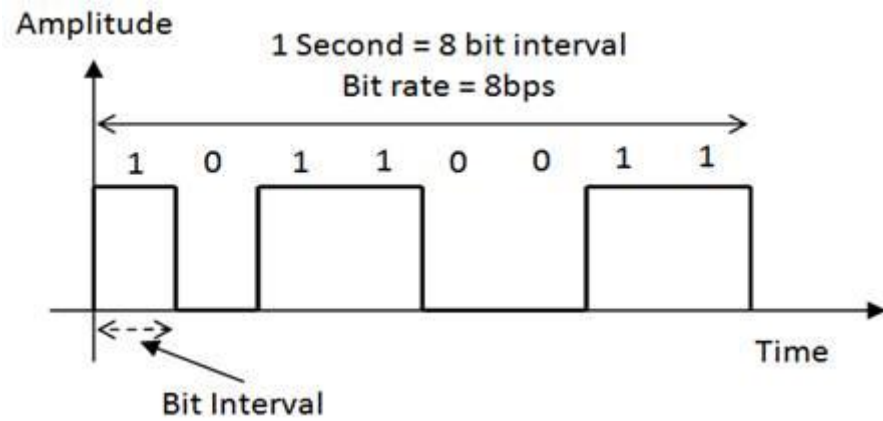 Amplitude
1 Second = 8 bit interval
Bit rate = 8bps
1 0 1 1 0 0 1 1
Time
Bit Interval